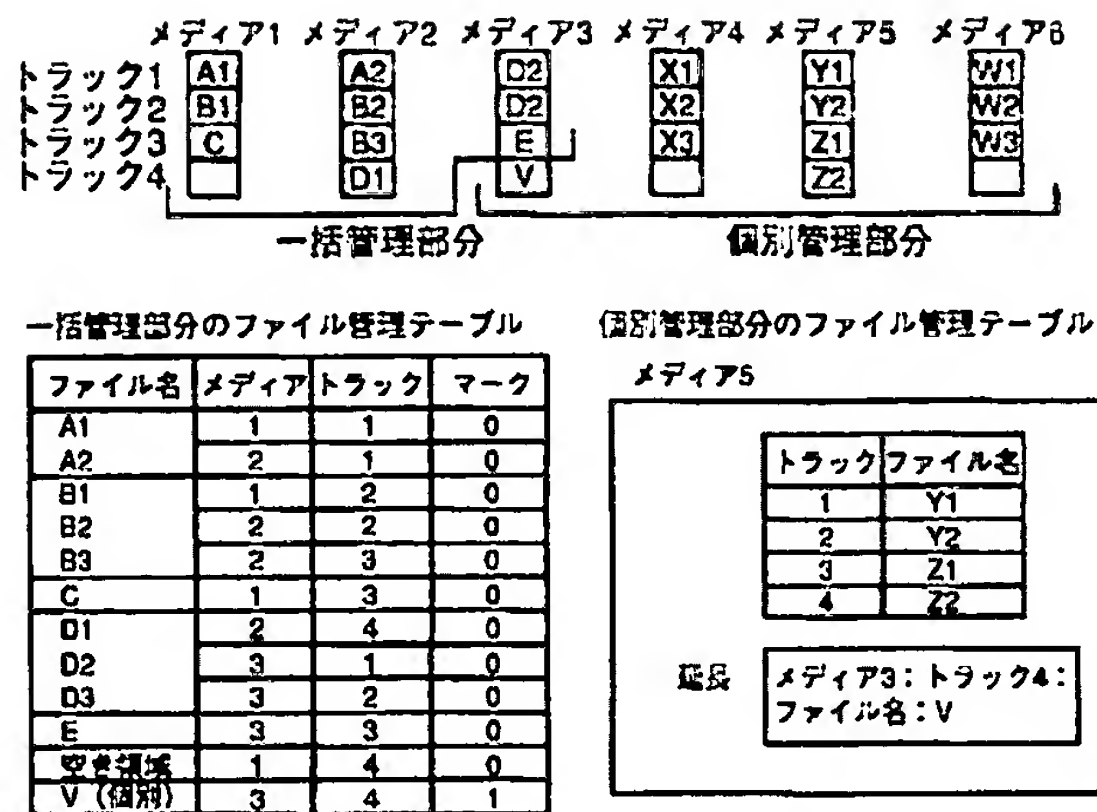 メディア1 メディア2 メディア3 メディア4 メディア5 メディア6
トラック1 A1 A2 D2 X1 Y1 W1
トラック2 B1 B2 D2 X2 Y2 W2
トラック3 C B3 E X3 Z1 W3
トラック4 D1 V Z2
一括管理部分 個別管理部分
一括管理部分のファイル管理テーブル
ファイル名 メディア トラック マーク
A1 1 1 0
A2 2 1 0
B1 1 2 0
B2 2 2 0
B3 2 3 0
C 1 3 0
D1 2 4 0
D2 3 1 0
D3 3 2 0
E 3 3 0
空き領域 1 4 0
V (個別) 3 4 1
個別管理部分のファイル管理テーブル
メディア5
トラック ファイル名
1 Y1
2 Y2
3 Z1
4 Z2
延長 メディア3:トラック4:
ファイル名:V